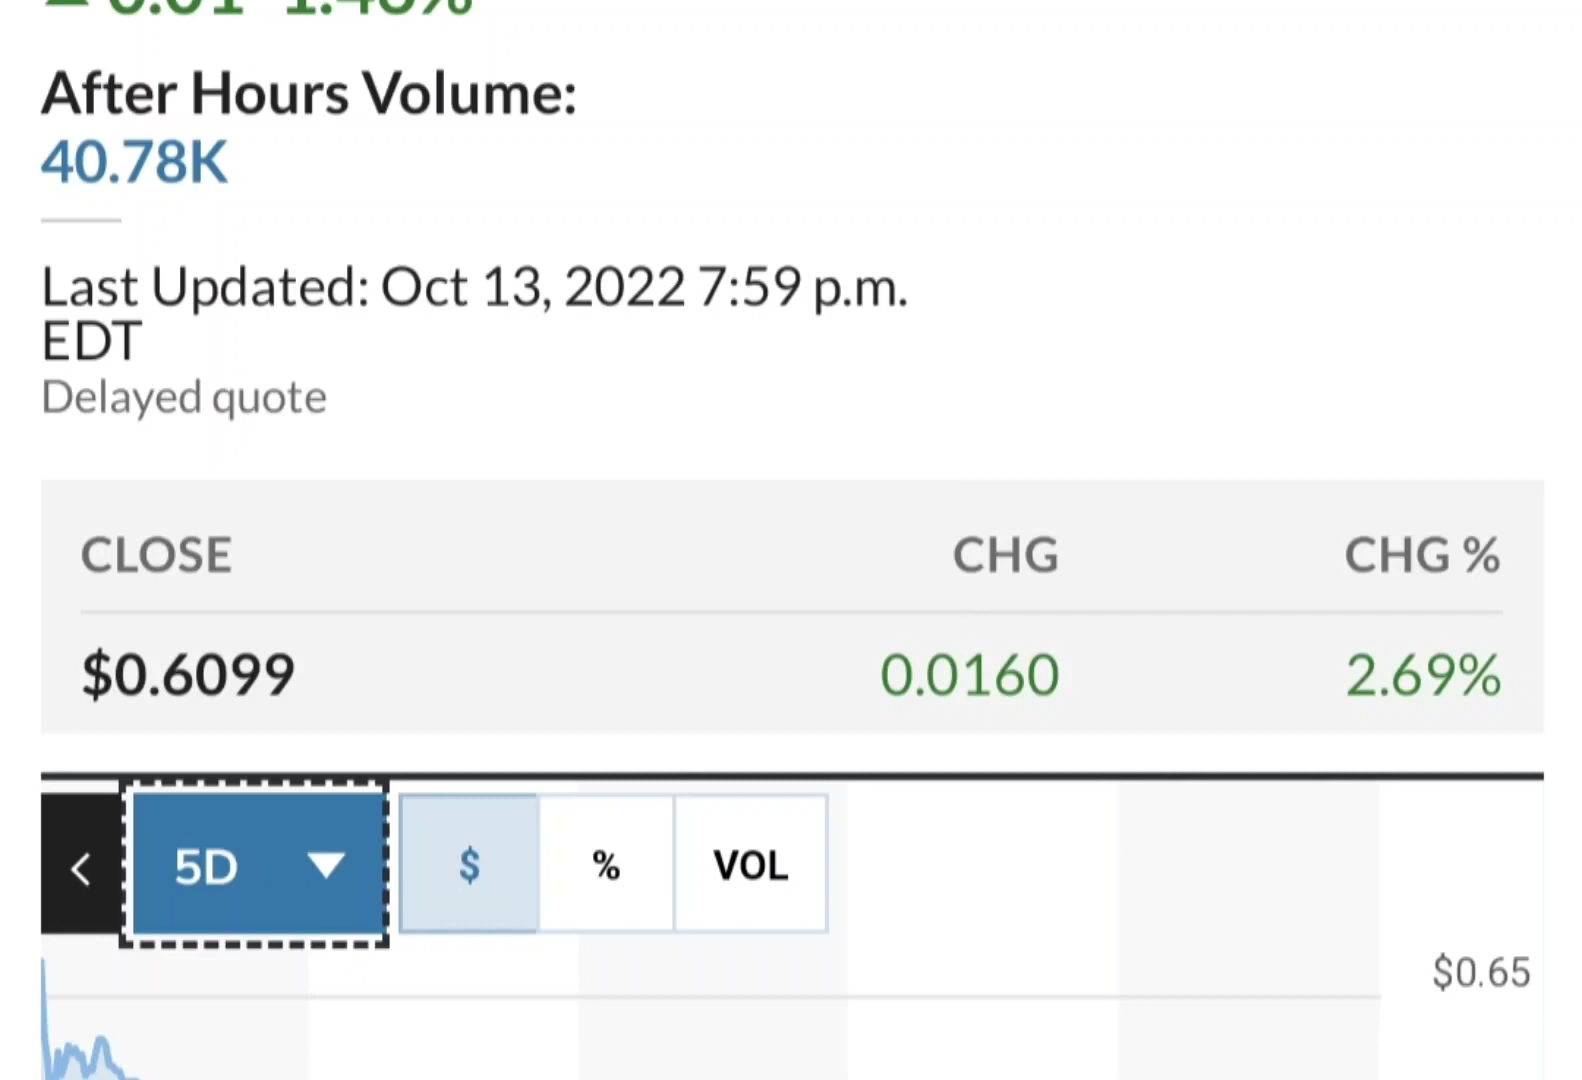 After Hours Volume:
40.78K
Last Updated: Oct 13, 2022 7:59 p.m.
EDT
Delayed quote
CLOSE CHG CHG %
$0.6099 0.0160 2.69%
5D $ % VOL
$0.65